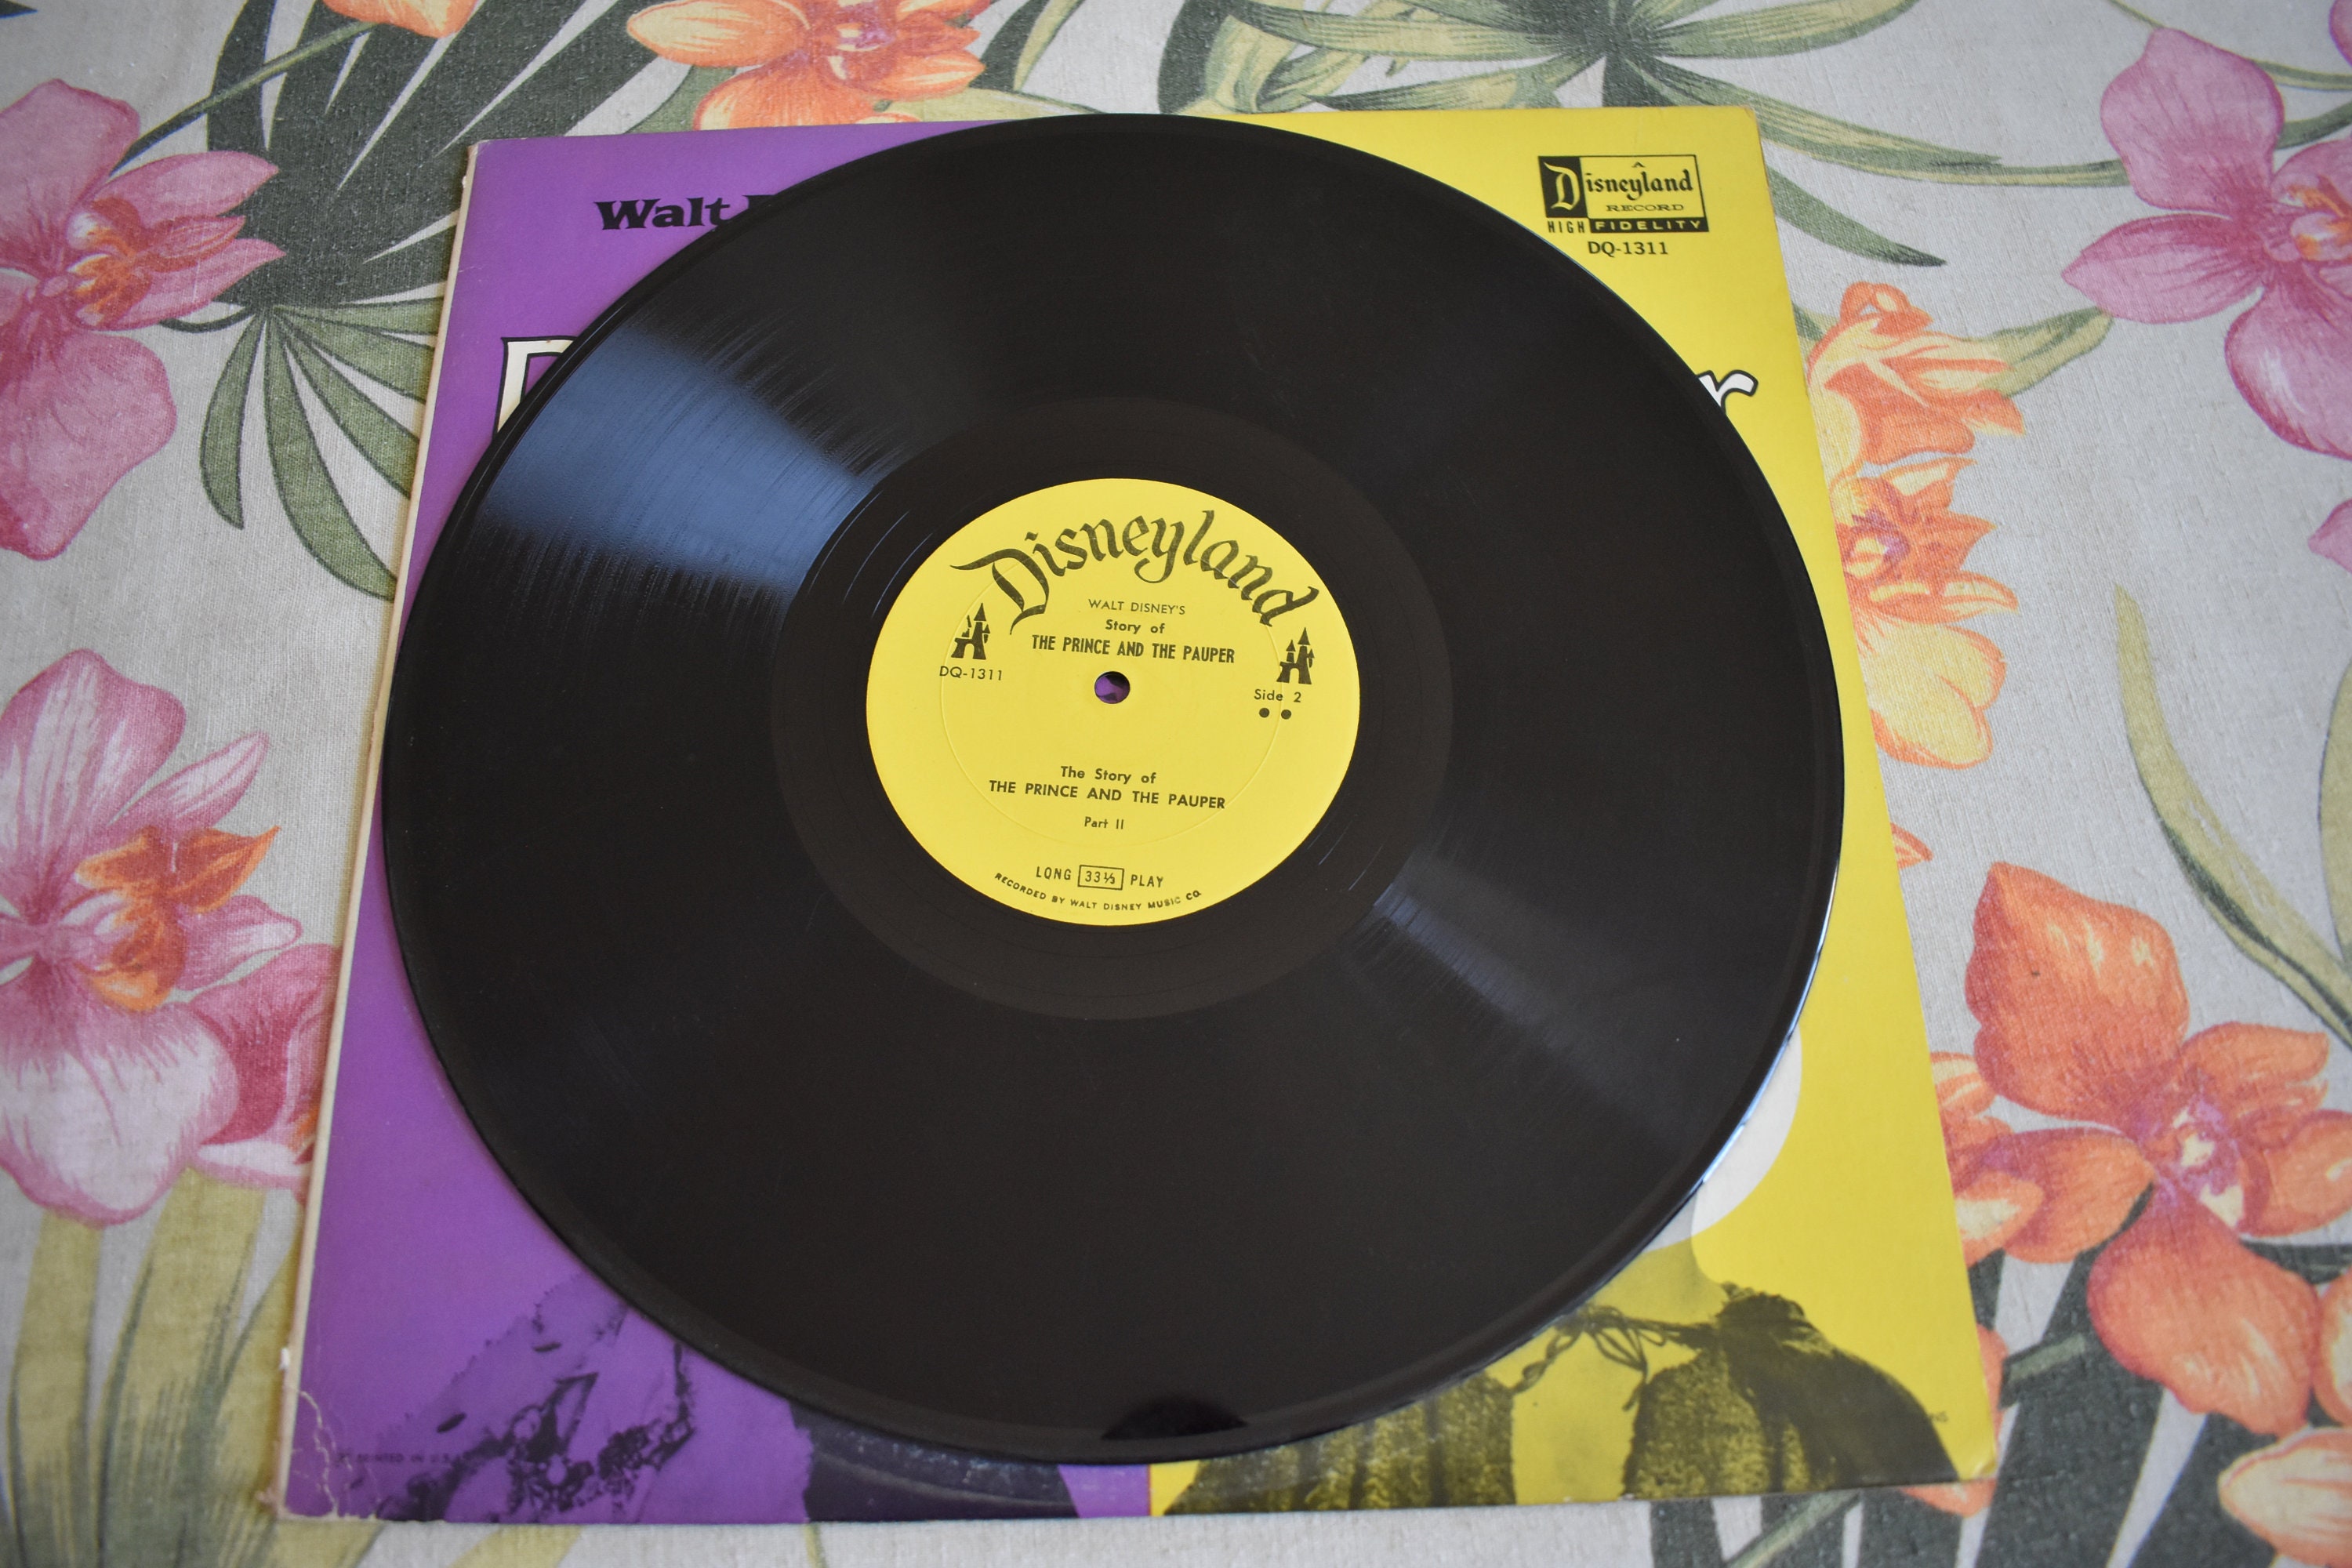 Walt
A
Disneyland
RECORD
HIGH FIDELITY
DQ-1311
r
Disneyland
WALT DISNEY'S
Story of
THE PRINCE AND THE PAUPER
DQ-1311
Side 2
The Story of
THE PRINCE AND THE PAUPER
Part II
LONG 33⅓ PLAY
RECORDED BY WALT DISNEY MUSIC CO.
PRINTED IN U.S.A.